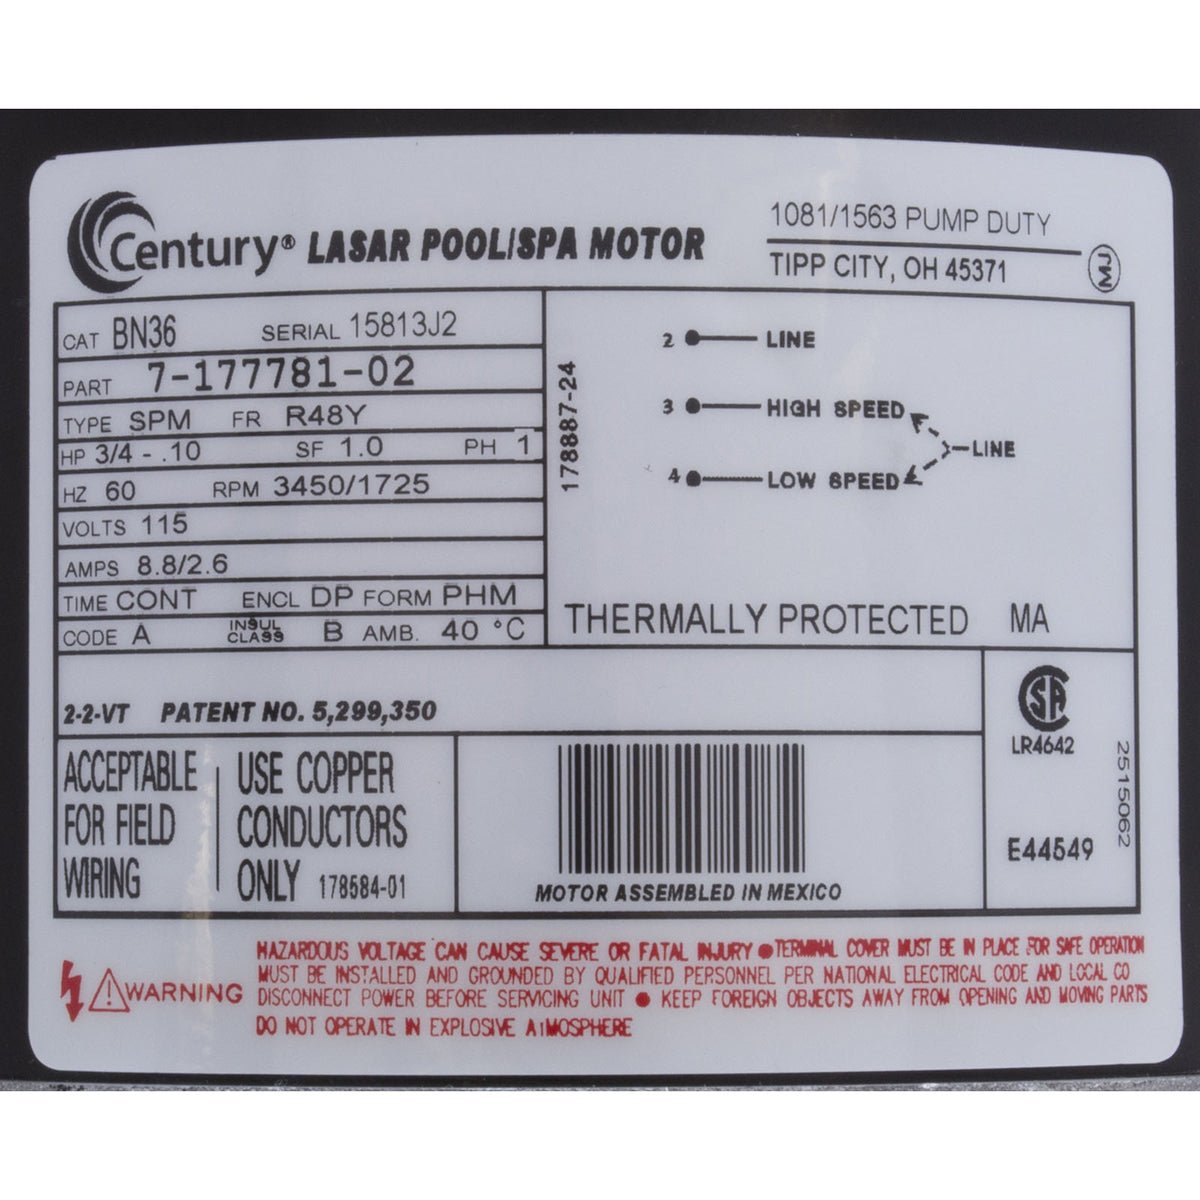 Century® LASAR POOL/SPA MOTOR
1081/1563 PUMP DUTY
TIPP CITY, OH 45371
CAT BN36 SERIAL 15813J2
PART 7-177781-02
TYPE SPM FR R48Y
HP 3/4 - .10 SF 1.0 PH 1
HZ 60 RPM 3450/1725
VOLTS 115
AMPS 8.8/2.6
TIME CONT ENCL DP FORM PHM
CODE A INSUL CLASS B AMB. 40 °C
178887-24
2 LINE
3 HIGH SPEED
LINE
4 LOW SPEED
THERMALLY PROTECTED MA
2-2-VT PATENT NO. 5,299,350
ACCEPTABLE
FOR FIELD
WIRING
USE COPPER
CONDUCTORS
ONLY 178584-01
MOTOR ASSEMBLED IN MEXICO
LR4642
E44549
2515062
WARNING
HAZARDOUS VOLTAGE CAN CAUSE SEVERE OR FATAL INJURY ● TERMINAL COVER MUST BE IN PLACE FOR SAFE OPERATION
MUST BE INSTALLED AND GROUNDED BY QUALIFIED PERSONNEL PER NATIONAL ELECTRICAL CODE AND LOCAL CO
DISCONNECT POWER BEFORE SERVICING UNIT ● KEEP FOREIGN OBJECTS AWAY FROM OPENING AND MOVING PARTS
DO NOT OPERATE IN EXPLOSIVE ATMOSPHERE